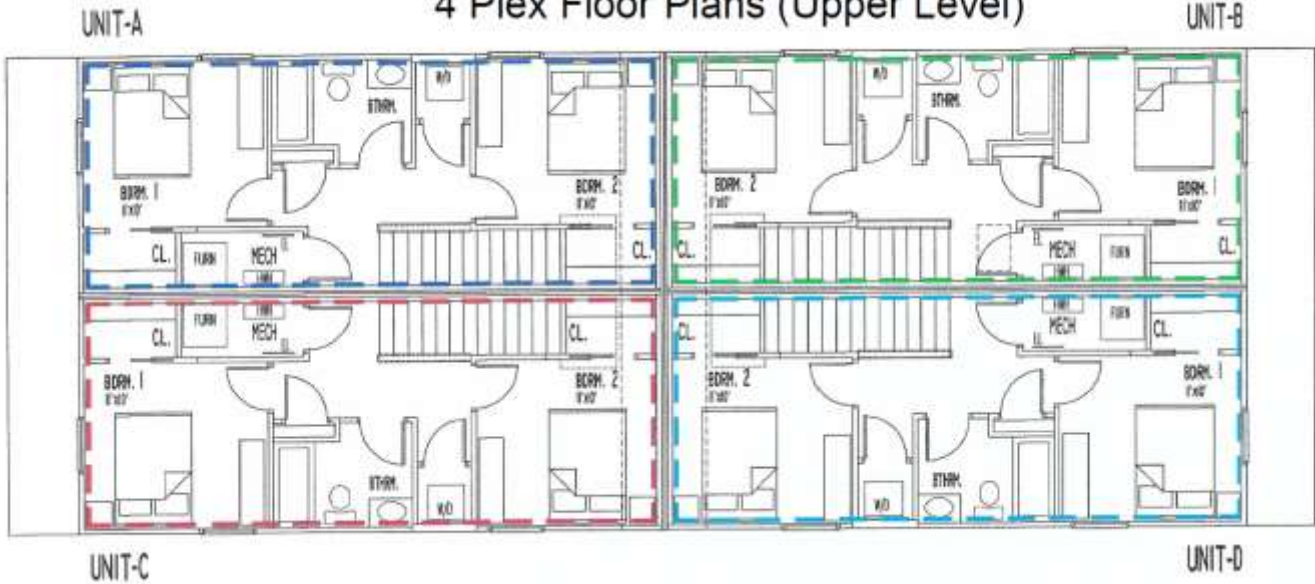 4 Plex Floor Plans (Upper Level)
UNIT-A
UNIT-B
W/D
BTHRM.
W/D
BTHRM.
BDRM. 1
BDRM. 2
BDRM. 2
BDRM. 1
CL.
FURN
MECH
CL.
CL.
MECH
FURN
CL.
CL.
FURN
MECH
CL.
CL.
MECH
FURN
CL.
BDRM. 1
BDRM. 2
BDRM. 2
BDRM. 1
BTHRM.
W/D
W/D
BTHRM.
UNIT-C
UNIT-D